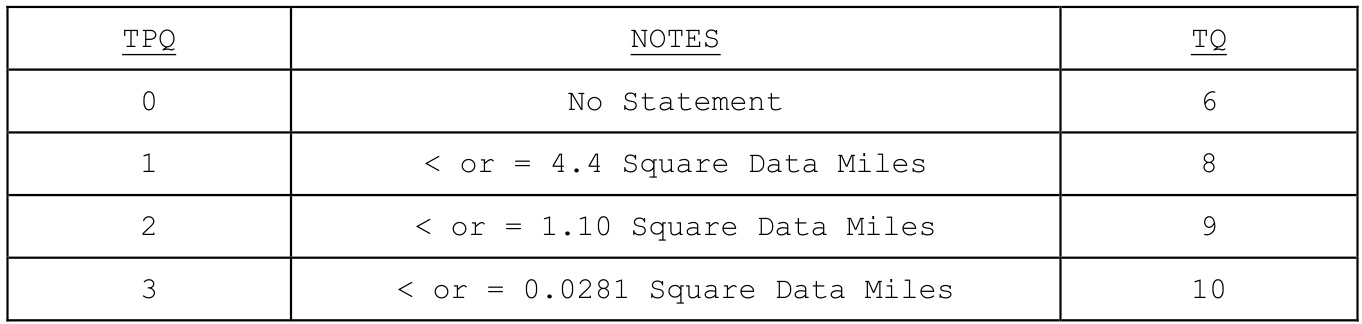 TPQ NOTES TQ
0 No Statement 6
1 < or = 4.4 Square Data Miles 8
2 < or = 1.10 Square Data Miles 9
3 < or = 0.0281 Square Data Miles 10